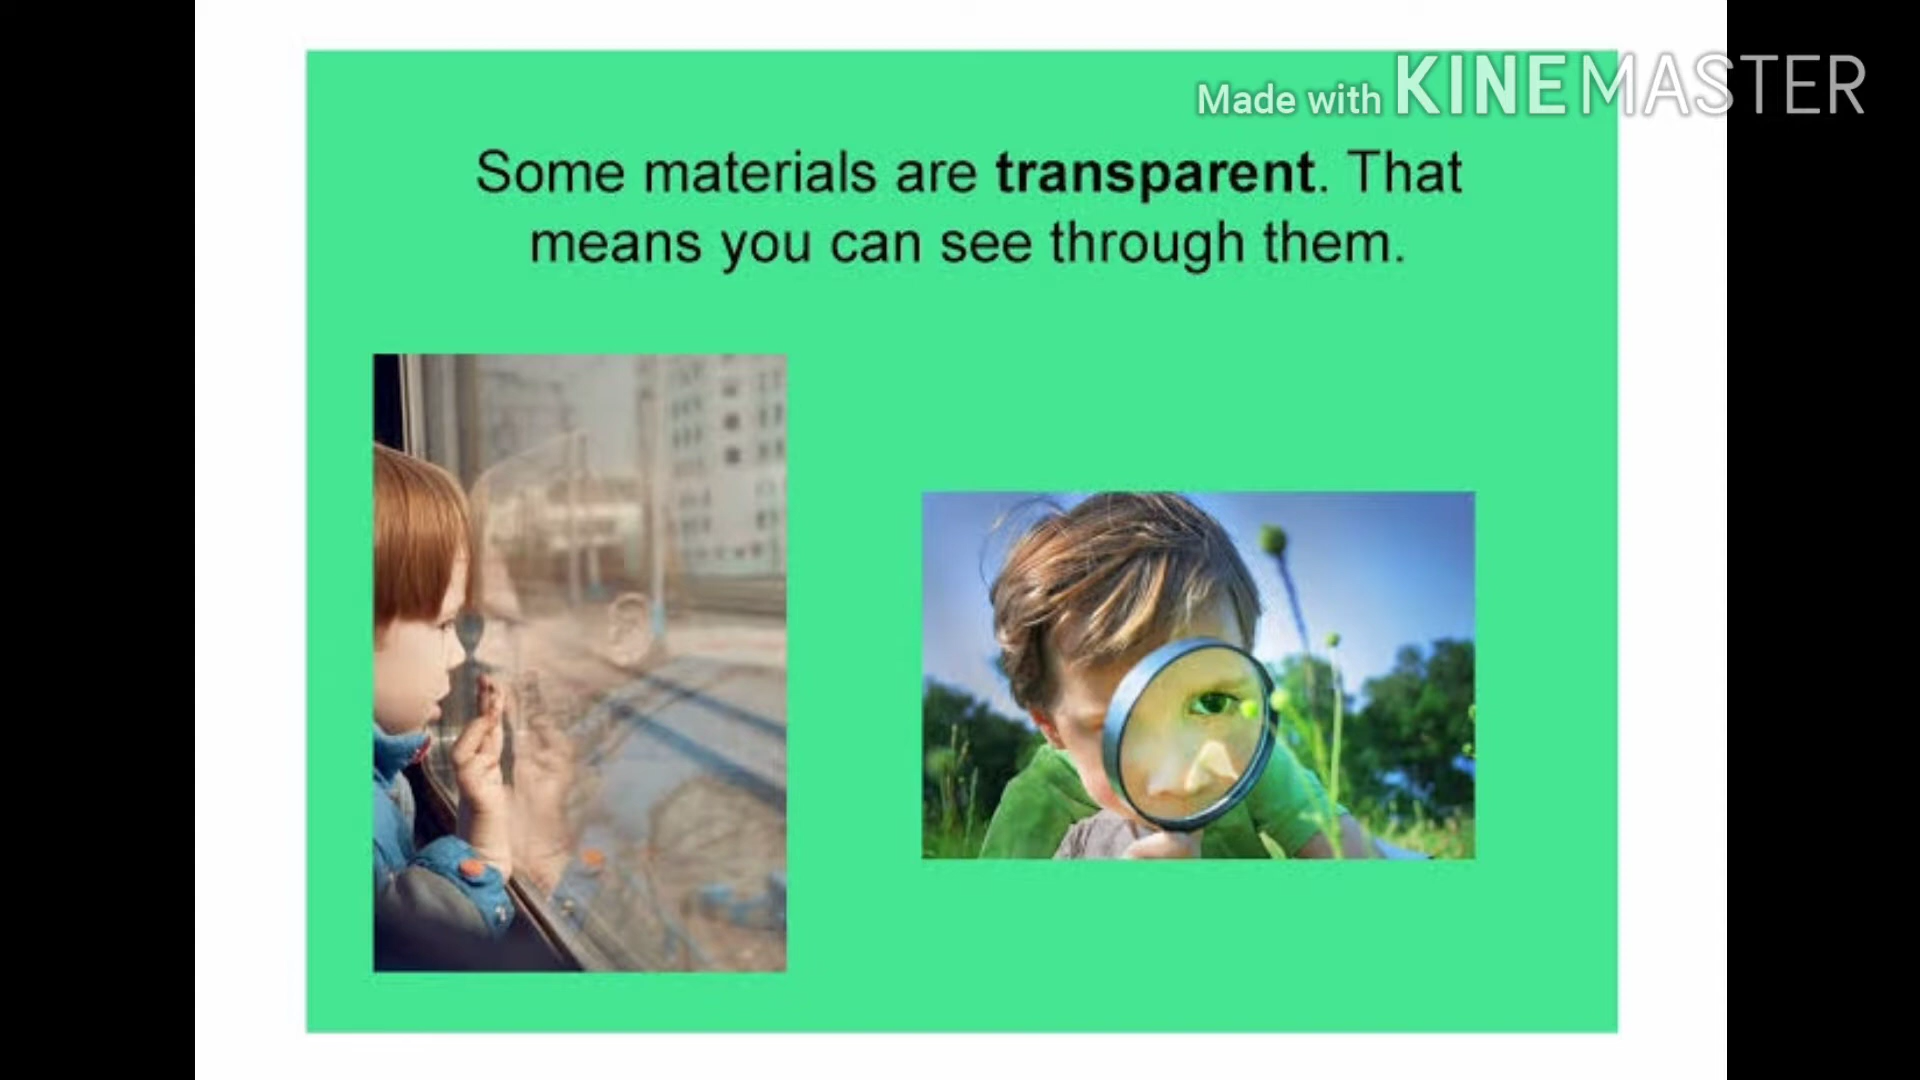 Made with KINEMASTER
Some materials are transparent. That
means you can see through them.